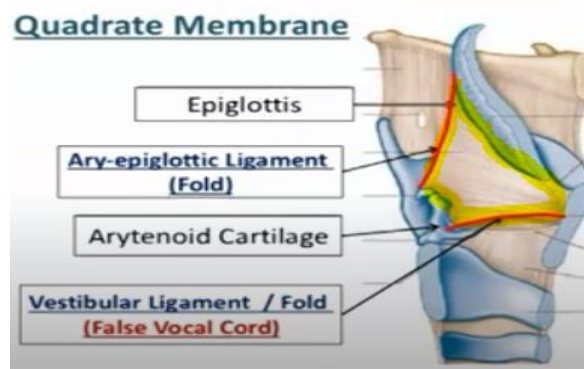 Quadrate Membrane
Epiglottis
Ary-epiglottic Ligament
(Fold)
Arytenoid Cartilage
Vestibular Ligament / Fold
(False Vocal Cord)